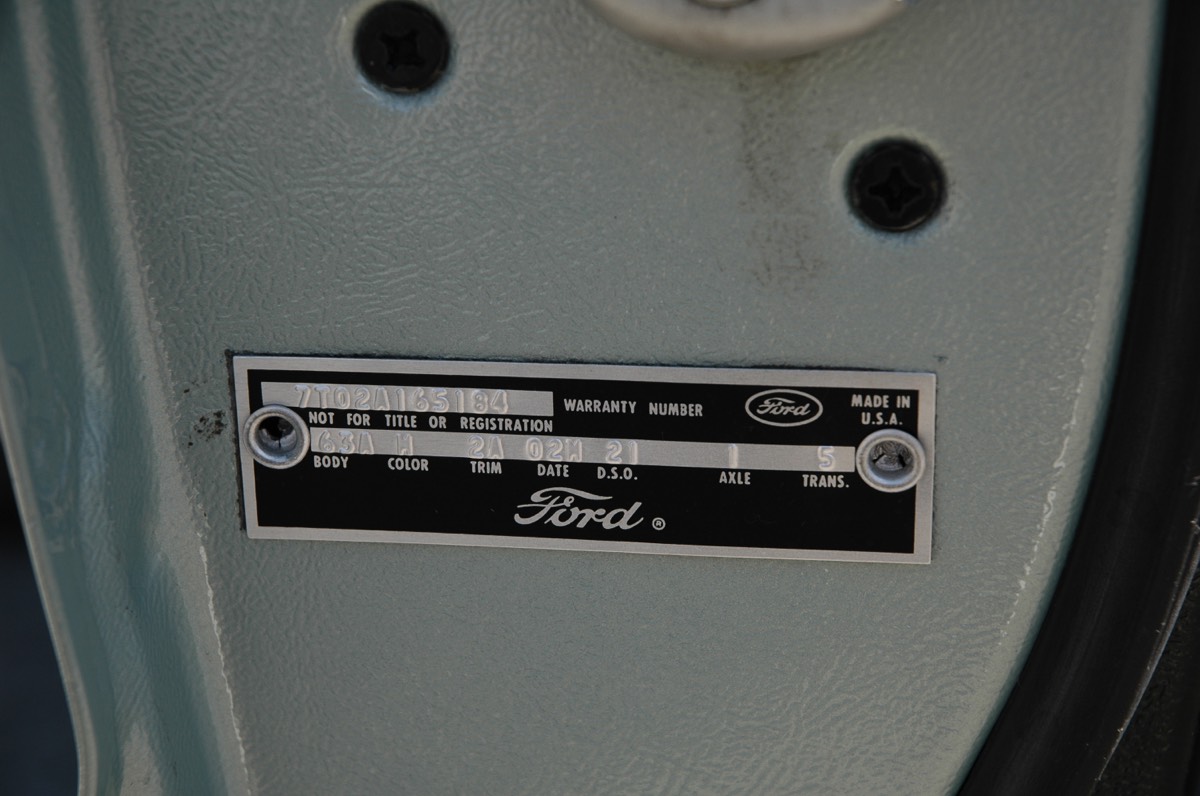 7T02A165184
WARRANTY NUMBER
Ford
MADE IN
U.S.A.
NOT FOR TITLE OR REGISTRATION
63A H 2A 02W 21 1 5
BODY COLOR TRIM DATE D.S.O. AXLE TRANS.
Ford ®